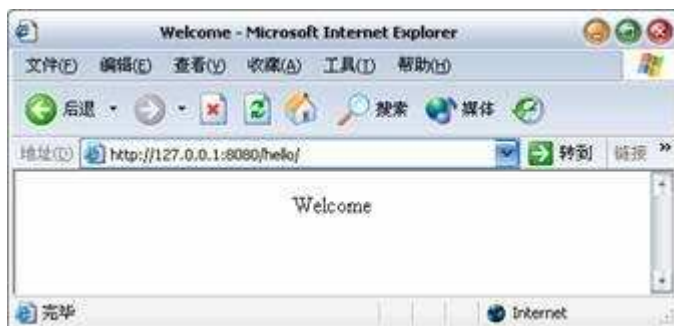 Welcome - Microsoft Internet Explorer
文件(F) 编辑(E) 查看(V) 收藏(A) 工具(T) 帮助(H)
后退 搜索 媒体
地址(D) http://127.0.0.1:8080/hello/ 转到 链接 »
Welcome
完毕 Internet